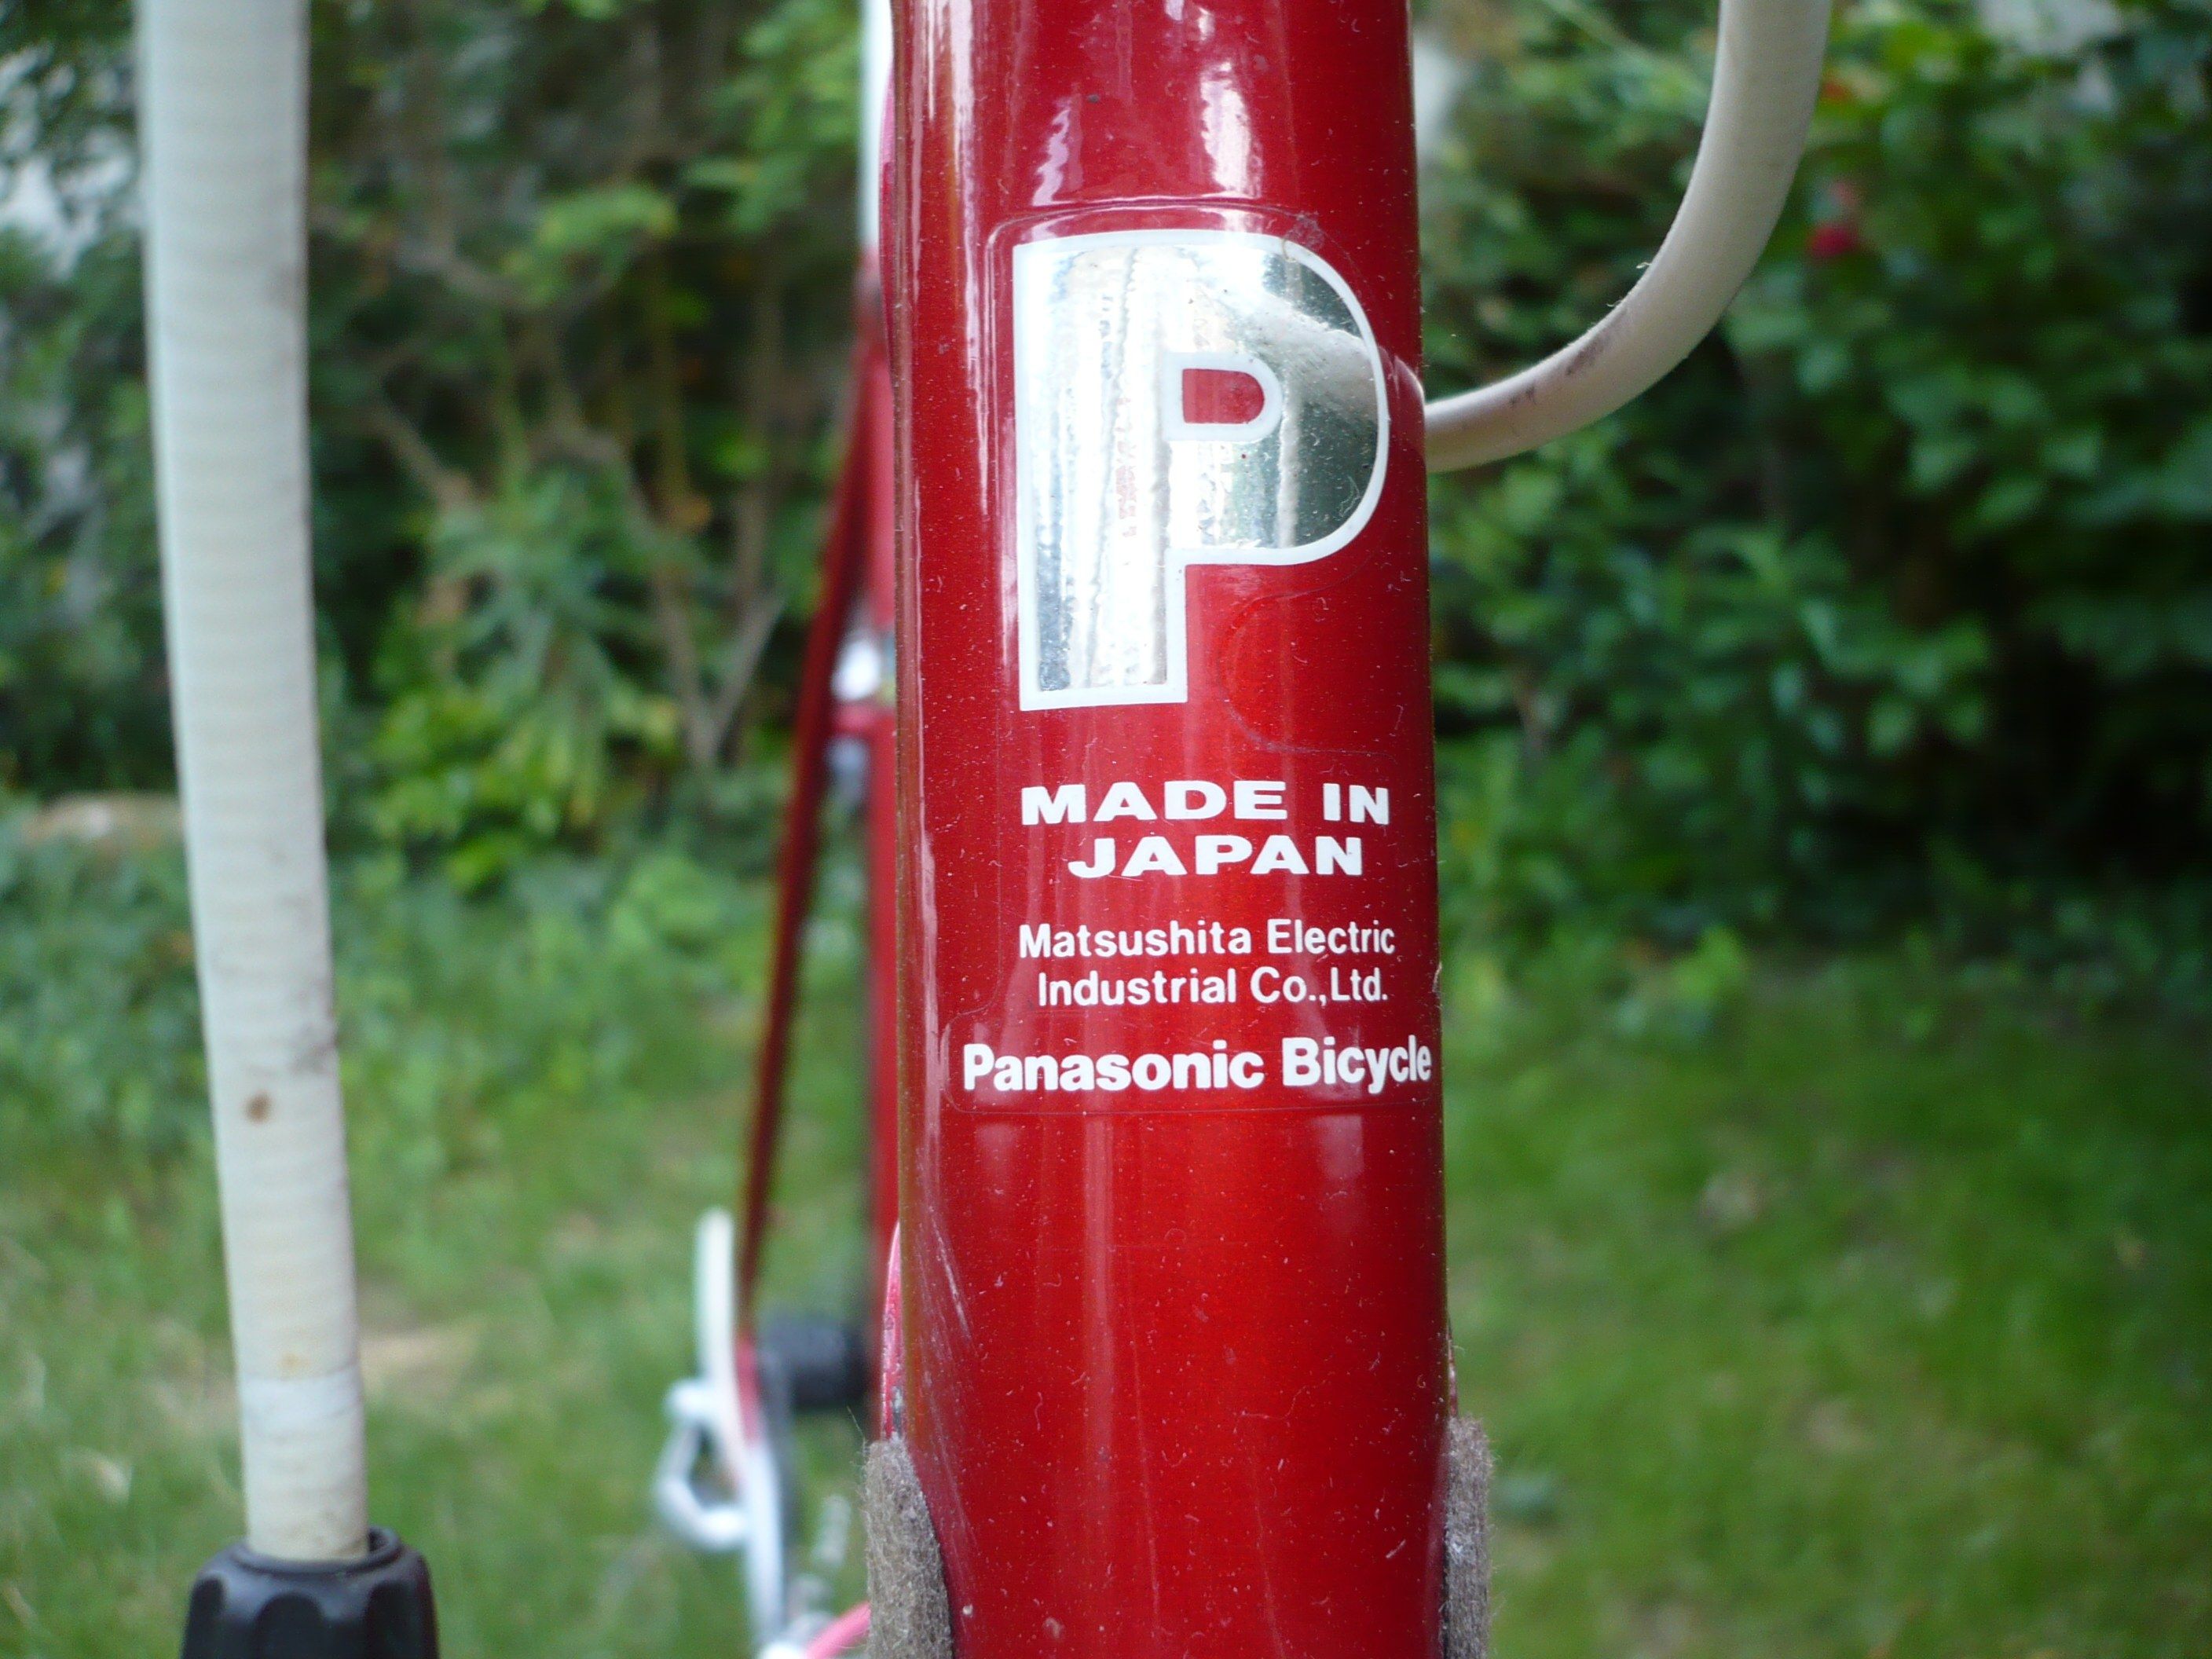 P
MADE IN
JAPAN
Matsushita Electric
Industrial Co.,Ltd.
Panasonic Bicycle